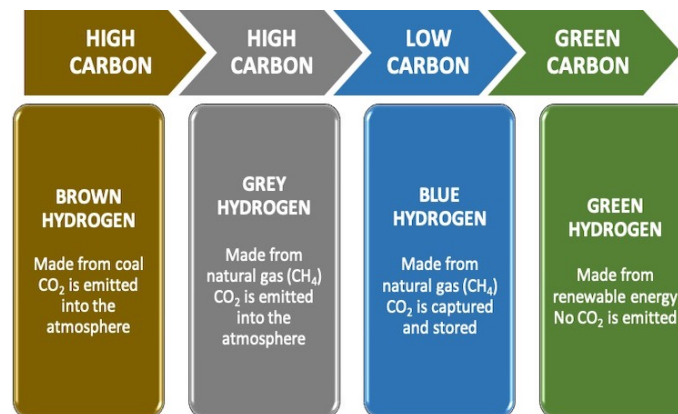 HIGH
CARBON
HIGH
CARBON
LOW
CARBON
GREEN
CARBON
BROWN
HYDROGEN
Made from coal
CO₂ is emitted
into the
atmosphere
GREY
HYDROGEN
Made from
natural gas (CH₄)
CO₂ is emitted
into the
atmosphere
BLUE
HYDROGEN
Made from
natural gas (CH₄)
CO₂ is captured
and stored
GREEN
HYDROGEN
Made from
renewable energy
No CO₂ is emitted